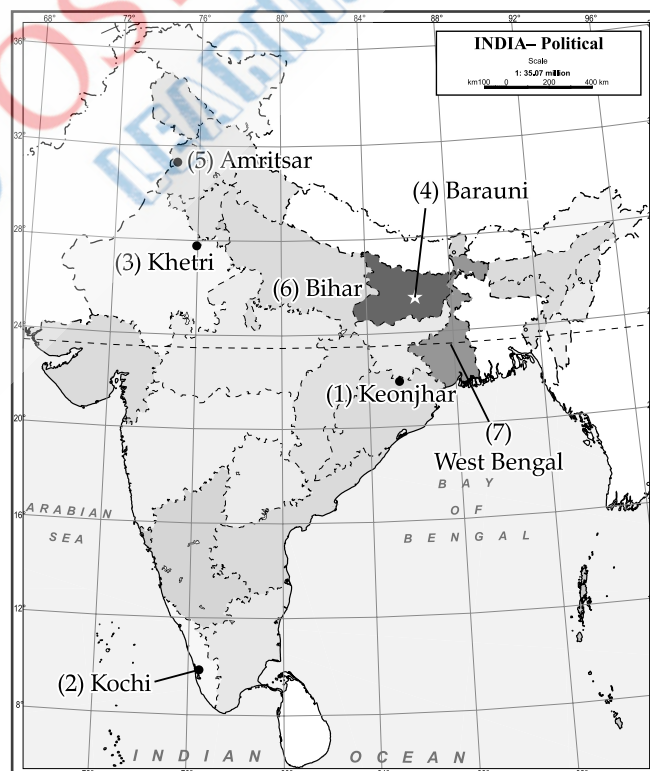 68° 72° 76° 80° 84° 88° 92° 96°
36°
INDIA– Political
Scale
1: 35.07 million
km100 0 200 400 km
OS
LEARN
32°
(5) Amritsar
(4) Barauni
28°
(3) Khetri
(6) Bihar
24°
(1) Keonjhar
20°
(7)
West Bengal
BAY
OF
BENGAL
ARABIAN
SEA
16°
12°
(2) Kochi
8°
INDIAN OCEAN